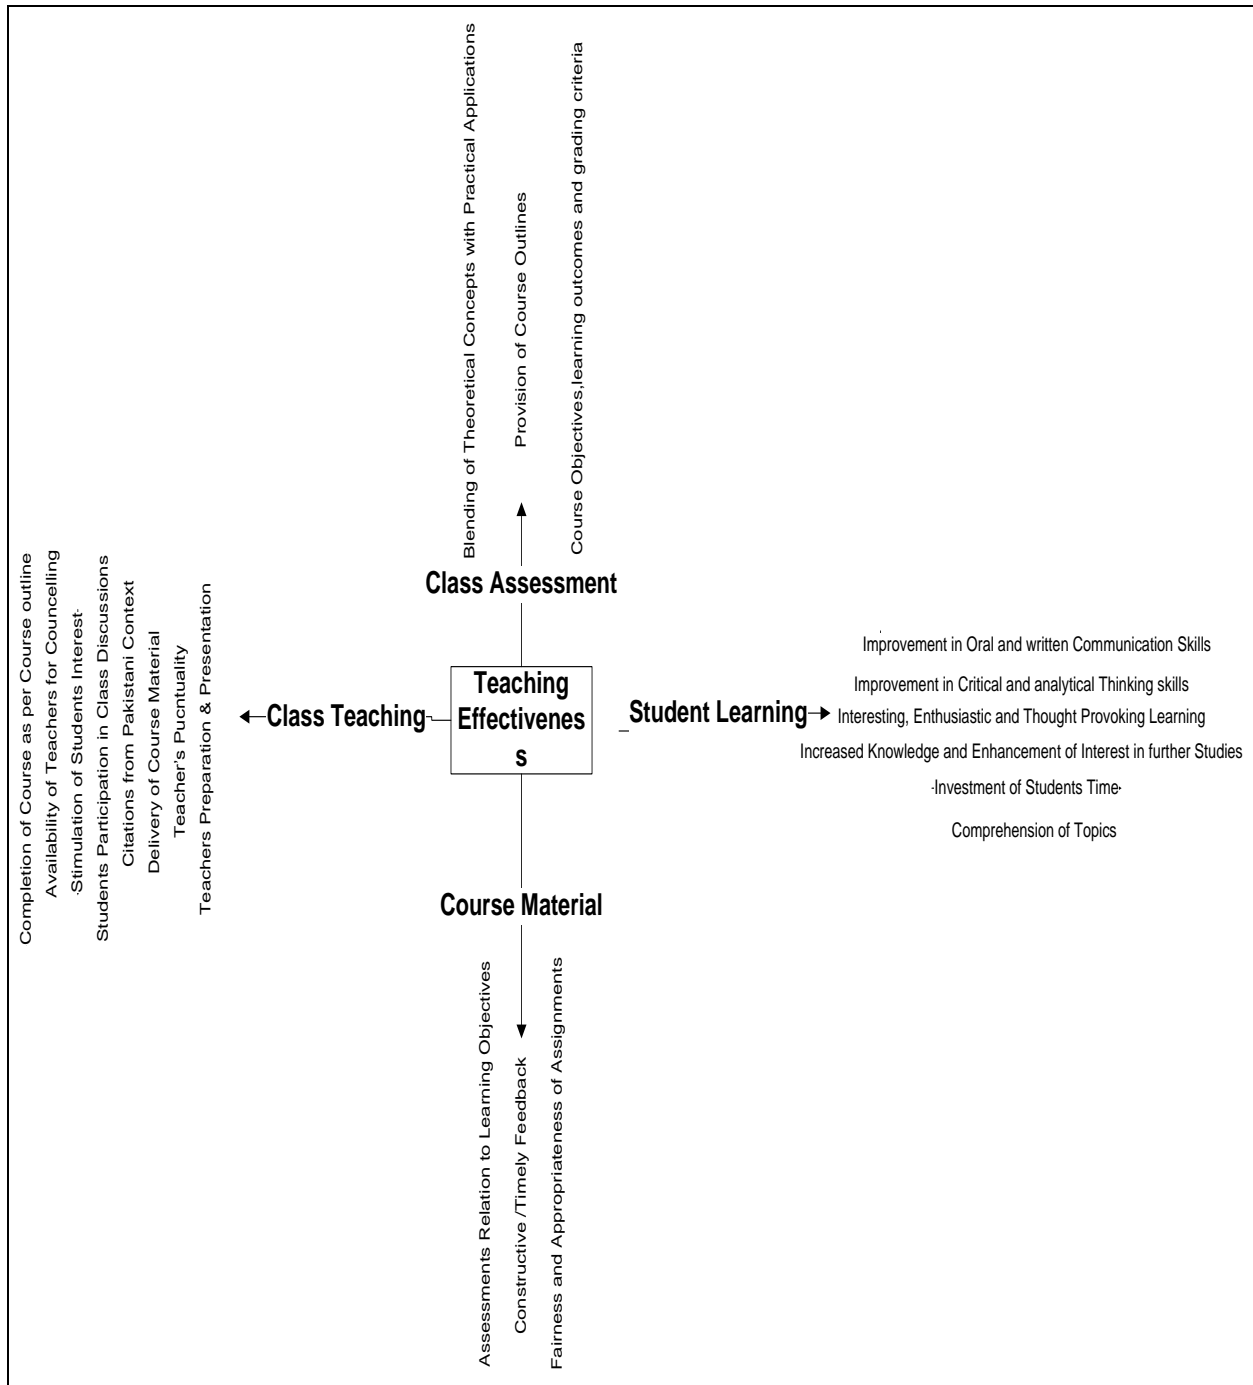 Blending of Theoretical Concepts with Practical Applications
Provision of Course Outlines
Course Objectives,learning outcomes and grading criteria
Class Assessment
Completion of Course as per Course outline
Availability of Teachers for Councelling
·Stimulation of Students Interest·
Students Participation in Class Discussions
Citations from Pakistani Context
Delivery of Course Material
Teacher's Pucntuality
Teachers Preparation & Presentation
Class Teaching
Teaching
Effectivenes
s
Student Learning
Improvement in Oral and written Communication Skills
Improvement in Critical and analytical Thinking skills
Interesting, Enthusiastic and Thought Provoking Learning
Increased Knowledge and Enhancement of Interest in further Studies
·Investment of Students Time·
Comprehension of Topics
Course Material
Assessments Relation to Learning Objectives
Constructive /Timely Feedback
Fairness and Appropriateness of Assignments